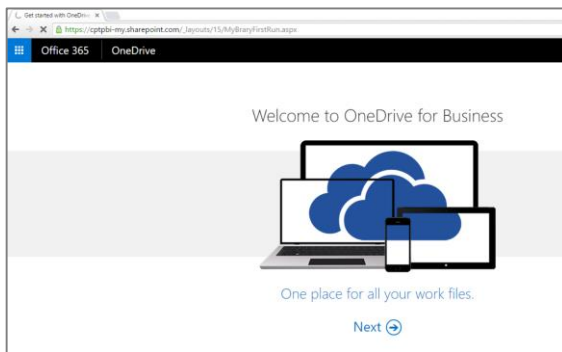 Get started with OneDrive
https://cptpbi-my.sharepoint.com/_layouts/15/MyBraryFirstRun.aspx
Office 365 OneDrive
Welcome to OneDrive for Business
One place for all your work files.
Next